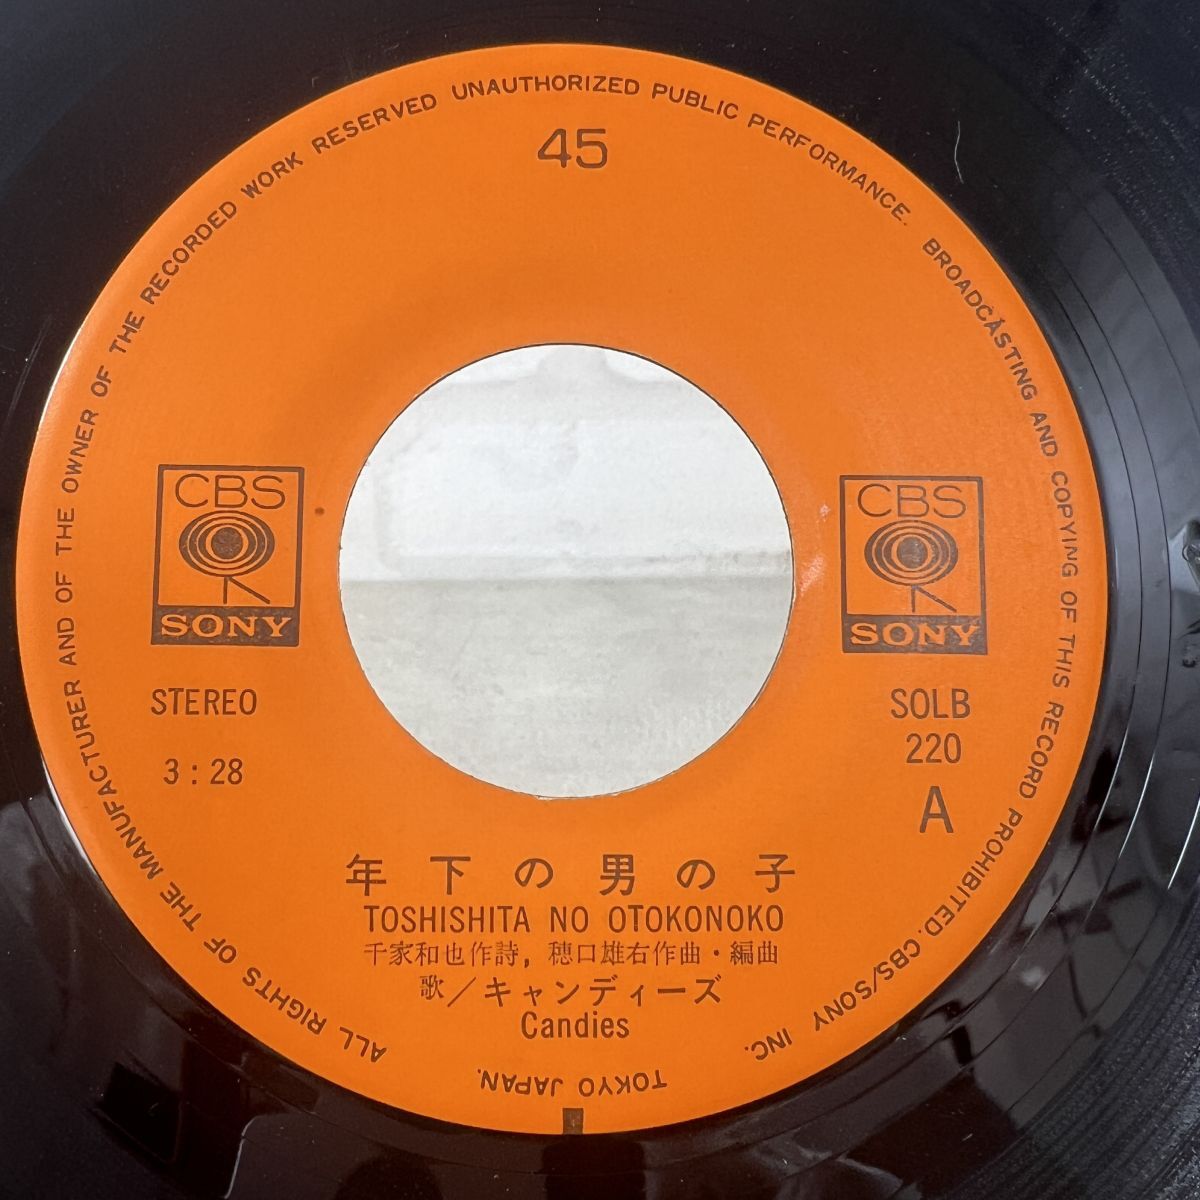 ALL RIGHTS OF THE MANUFACTURER AND OF THE OWNER OF THE RECORDED WORK RESERVED UNAUTHORIZED PUBLIC PERFORMANCE. BROADCASTING AND COPYING OF THIS RECORD PROHIBITED. CBS/SONY INC.
TOKYO JAPAN.
45
CBS
SONY
CBS
SONY
STEREO
3:28
SOLB
220
A
年下の男の子
TOSHISHITA NO OTOKONOKO
千家和也作詩, 穂口雄右作曲・編曲
歌/キャンディーズ
Candies